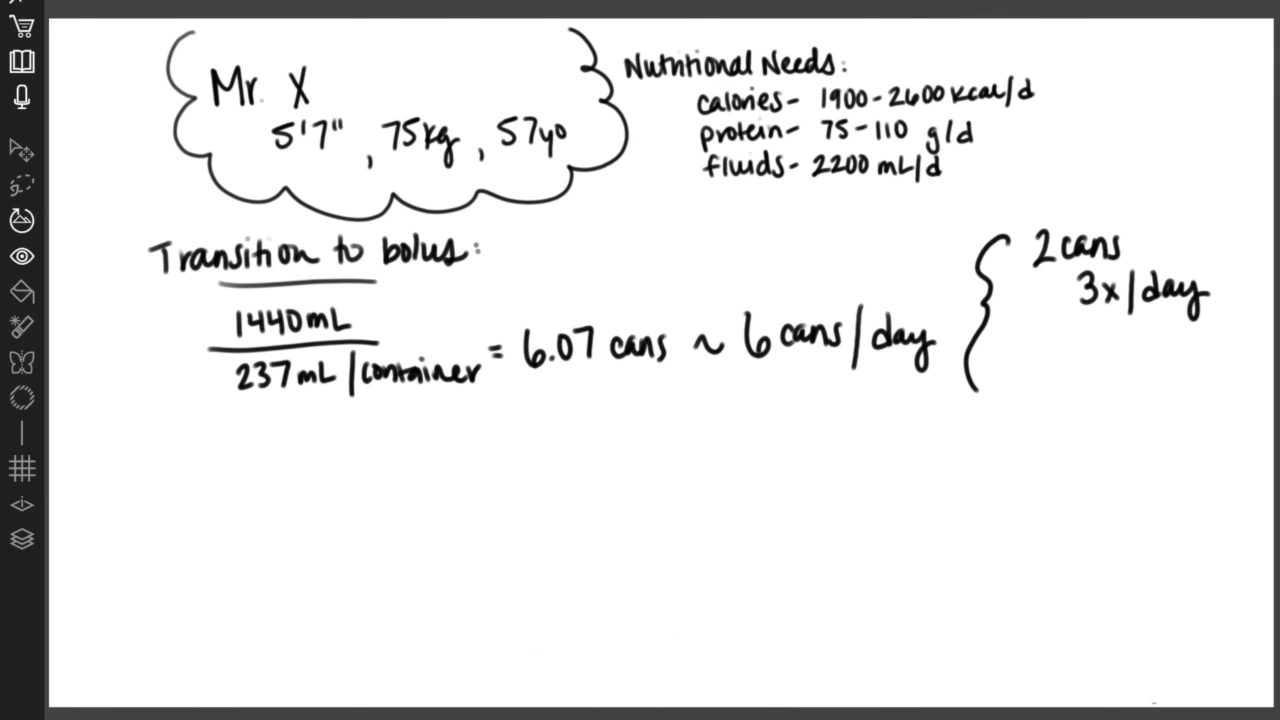 Mr. X
5'7", 75kg, 57yo
Nutritional Needs:
calories- 1900-2600 kcal/d
protein- 75-110 g/d
fluids- 2200 mL/d
Transition to bolus:
1440mL
237mL/container = 6.07 cans ~ 6 cans/day
2 cans
3x/day